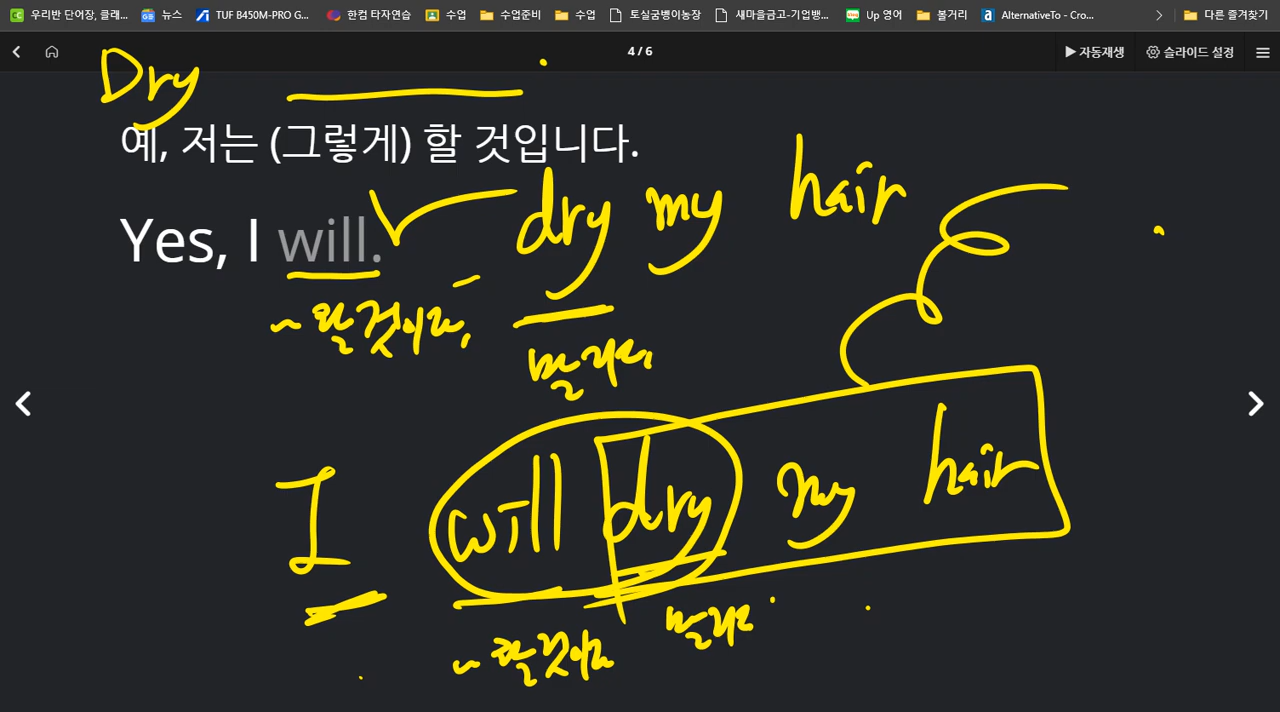 우리반 단어장, 클래... 뉴스 TUF B450M-PRO G... 한컴 타자연습 수업 수업준비 수업 토실궁뱅이농장 새마을금고-기업뱅... Up 영어 볼거리 AlternativeTo - Cro... 다른 즐겨찾기
4 / 6 자동재생 슬라이드 설정
Dry
예, 저는 (그렇게) 할 것입니다.
Yes, I will. dry my hair
~할 것이다,
말리다,
I will dry my hair
~할것이다 말리다